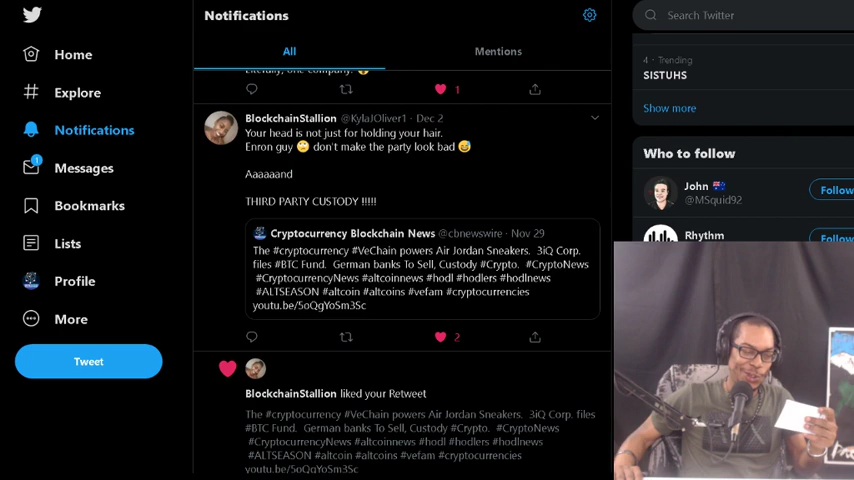 Notifications
Search Twitter
Home
Explore
Notifications
1
Messages
Bookmarks
Lists
Profile
More
Tweet
All
Mentions
Literally, one company.
1
BlockchainStallion @KylaJOliver1 · Dec 2
Your head is not just for holding your hair.
Enron guy 🙄 don't make the party look bad 😅
Aaaaaand
THIRD PARTY CUSTODY !!!!!
Cryptocurrency Blockchain News @cbnewswire · Nov 29
The #cryptocurrency #VeChain powers Air Jordan Sneakers. 3iQ Corp.
files #BTC Fund. German banks To Sell, Custody #Crypto. #CryptoNews
#CryptocurrencyNews #altcoinnews #hodl #hodlers #hodlnews
#ALTSEASON #altcoin #altcoins #vefam #cryptocurrencies
youtu.be/5oQgYoSm3Sc
2
BlockchainStallion liked your Retweet
The #cryptocurrency #VeChain powers Air Jordan Sneakers. 3iQ Corp. files
#BTC Fund. German banks To Sell, Custody #Crypto. #CryptoNews
#CryptocurrencyNews #altcoinnews #hodl #hodlers #hodlnews
#ALTSEASON #altcoin #altcoins #vefam #cryptocurrencies
youtu.be/5oQgYoSm3Sc
4 · Trending
SISTUHS
Show more
Who to follow
John 🇦🇺
@MSquid92
Follow
Rhythm
Follow